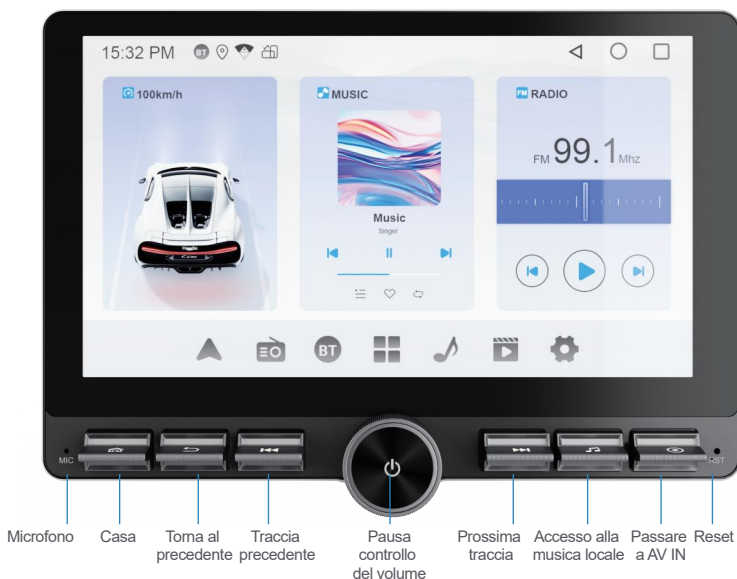 15:32 PM BT
100km/h
MUSIC
RADIO
FM 99.1 Mhz
Music
Singer
BT
MIC
RST
Microfono
Casa
Torna al
precedente
Traccia
precedente
Pausa
controllo
del volume
Prossima
traccia
Accesso alla
musica locale
Passare
a AV IN
Reset